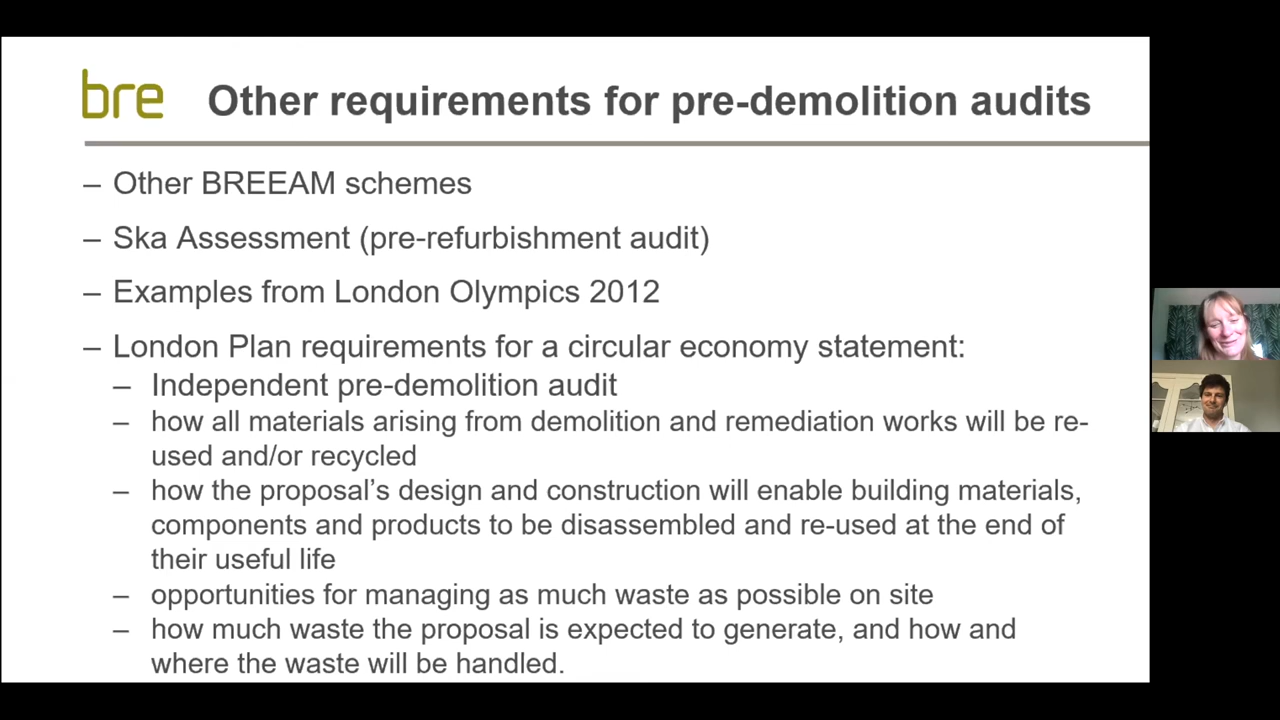 bre
Other requirements for pre-demolition audits
– Other BREEAM schemes
– Ska Assessment (pre-refurbishment audit)
– Examples from London Olympics 2012
– London Plan requirements for a circular economy statement:
– Independent pre-demolition audit
– how all materials arising from demolition and remediation works will be re-
used and/or recycled
– how the proposal’s design and construction will enable building materials,
components and products to be disassembled and re-used at the end of
their useful life
– opportunities for managing as much waste as possible on site
– how much waste the proposal is expected to generate, and how and
where the waste will be handled.